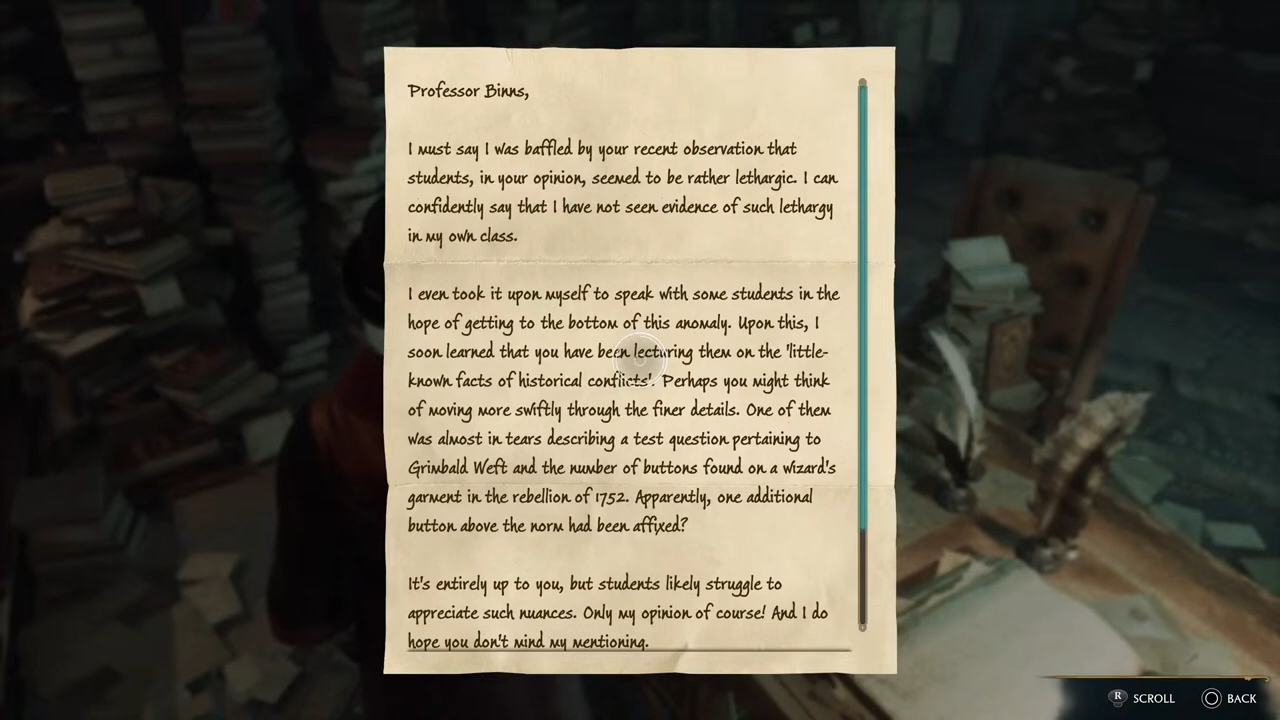 Professor Binns,
I must say I was baffled by your recent observation that
students, in your opinion, seemed to be rather lethargic. I can
confidently say that I have not seen evidence of such lethargy
in my own class.
I even took it upon myself to speak with some students in the
hope of getting to the bottom of this anomaly. Upon this, I
soon learned that you have been lecturing them on the 'little-
known facts of historical conflicts'. Perhaps you might think
of moving more swiftly through the finer details. One of them
was almost in tears describing a test question pertaining to
Grimbald Weft and the number of buttons found on a wizard's
garment in the rebellion of 1752. Apparently, one additional
button above the norm had been affixed?
It's entirely up to you, but students likely struggle to
appreciate such nuances. Only my opinion of course! And I do
hope you don't mind my mentioning.
R SCROLL
BACK